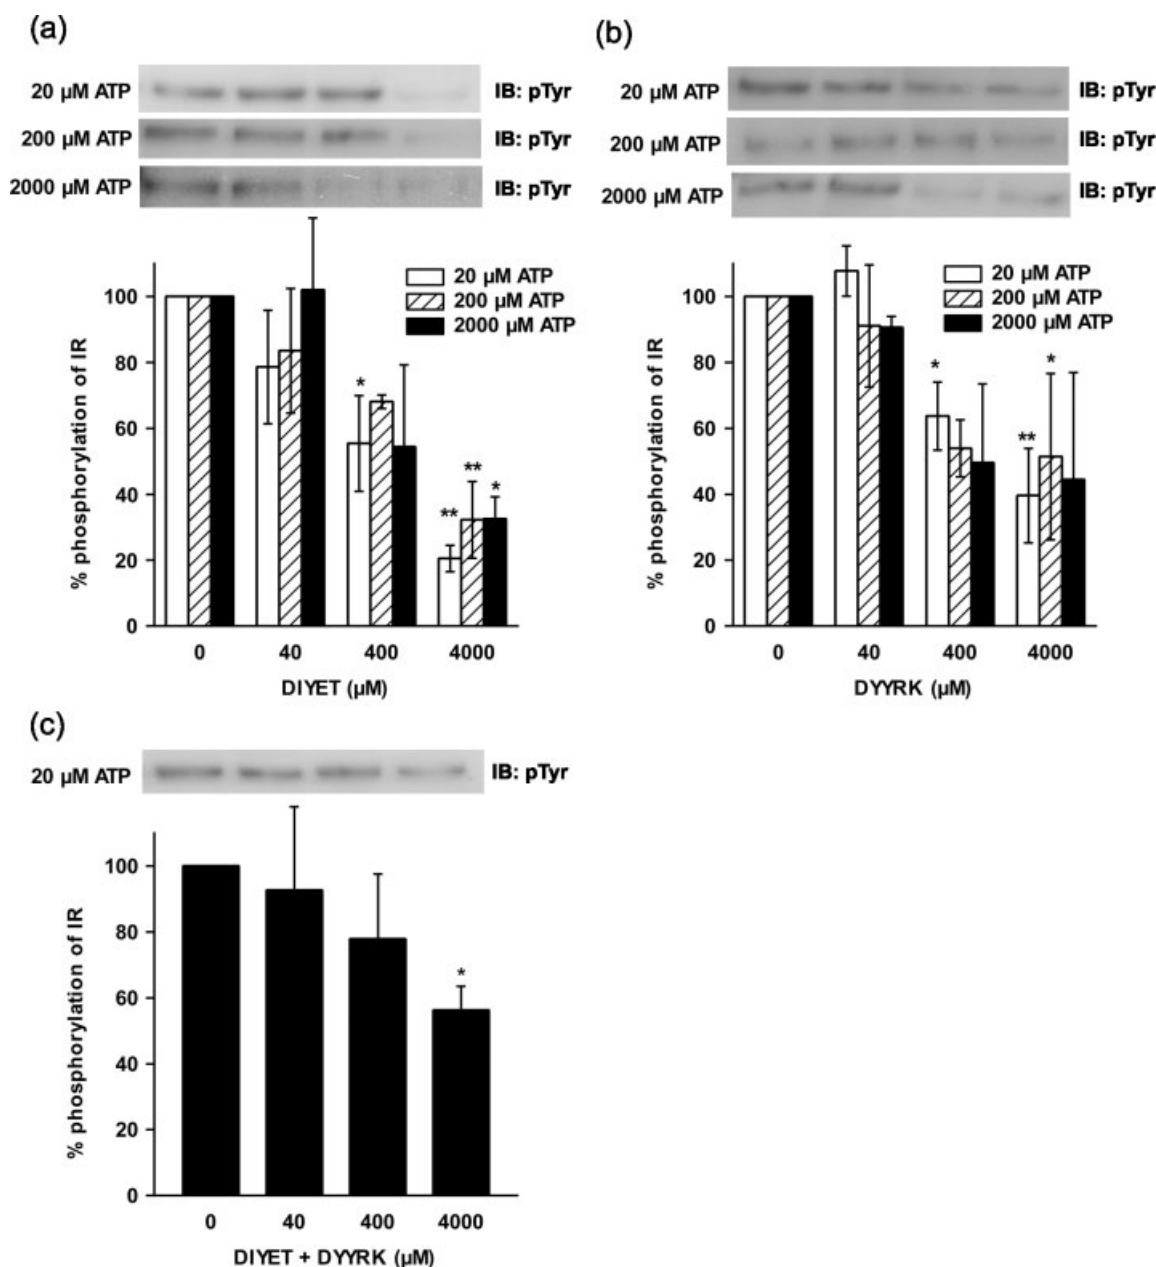 (a)
20 µM ATP IB: pTyr
200 µM ATP IB: pTyr
2000 µM ATP IB: pTyr
% phosphorylation of IR
100
80
60
40
20
0
20 µM ATP
200 µM ATP
2000 µM ATP
*
**
**
*
0 40 400 4000
DIYET (µM)
(b)
20 µM ATP IB: pTyr
200 µM ATP IB: pTyr
2000 µM ATP IB: pTyr
% phosphorylation of IR
100
80
60
40
20
0
20 µM ATP
200 µM ATP
2000 µM ATP
*
**
*
0 40 400 4000
DYYRK (µM)
(c)
20 µM ATP IB: pTyr
% phosphorylation of IR
100
80
60
40
20
0
*
0 40 400 4000
DIYET + DYYRK (µM)